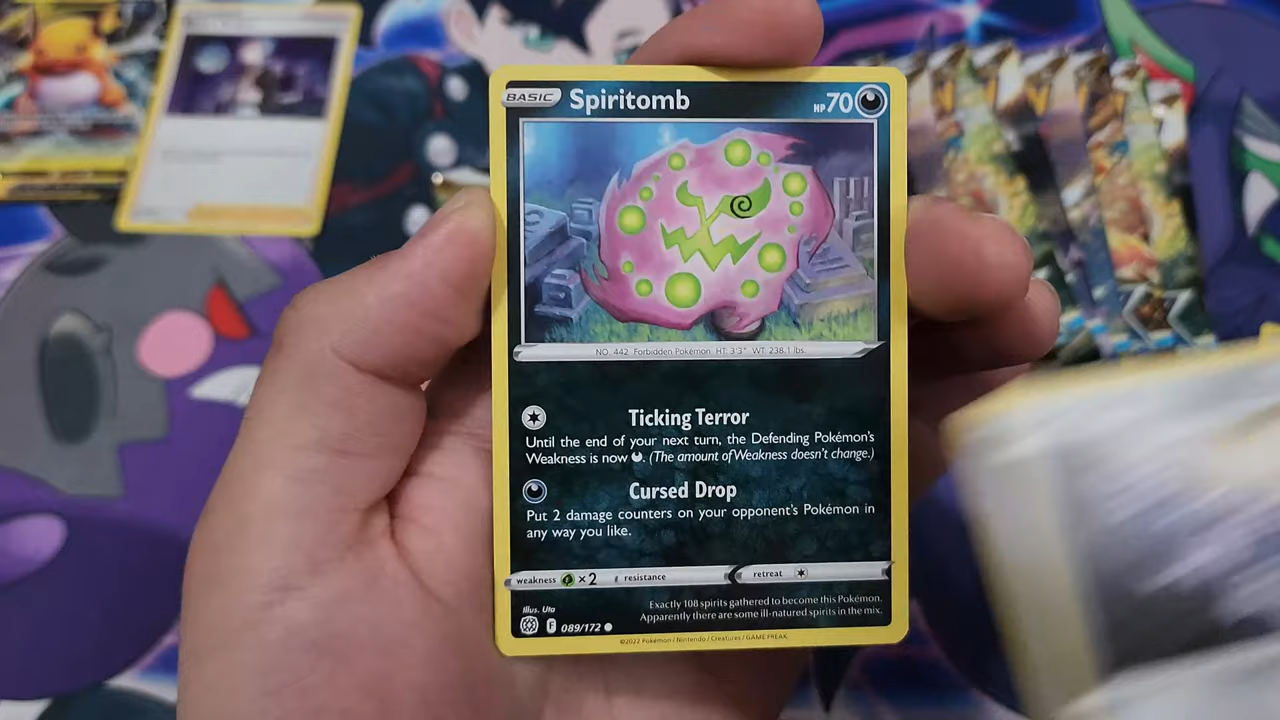 BASIC Spiritomb HP70
NO. 442 Forbidden Pokémon HT: 3'3" WT: 238.1 lbs.
Ticking Terror
Until the end of your next turn, the Defending Pokémon's
Weakness is now . (The amount of Weakness doesn't change.)
Cursed Drop
Put 2 damage counters on your opponent's Pokémon in
any way you like.
weakness ×2 resistance retreat
Illus. Uta
Exactly 108 spirits gathered to become this Pokémon.
Apparently there are some ill-natured spirits in the mix.
F 089/172
©2022 Pokémon / Nintendo / Creatures / GAME FREAK